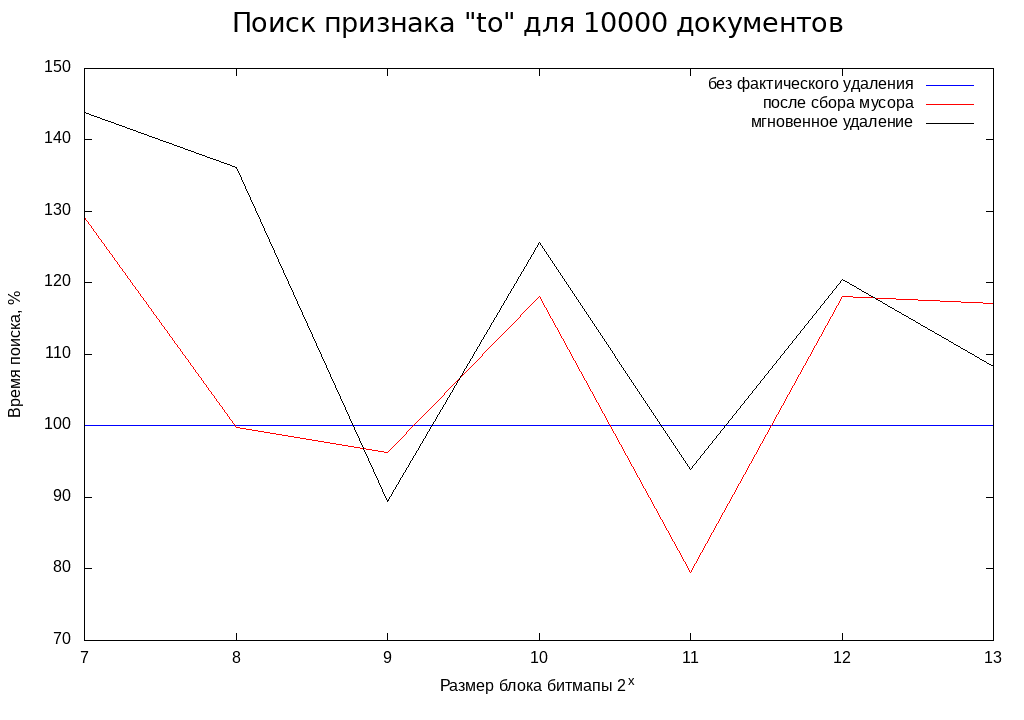 Поиск признака "to" для 10000 документов
без фактического удаления
после сбора мусора
мгновенное удаление
Время поиска, %
150
140
130
120
110
100
90
80
70
7 8 9 10 11 12 13
Размер блока битмапы 2^x